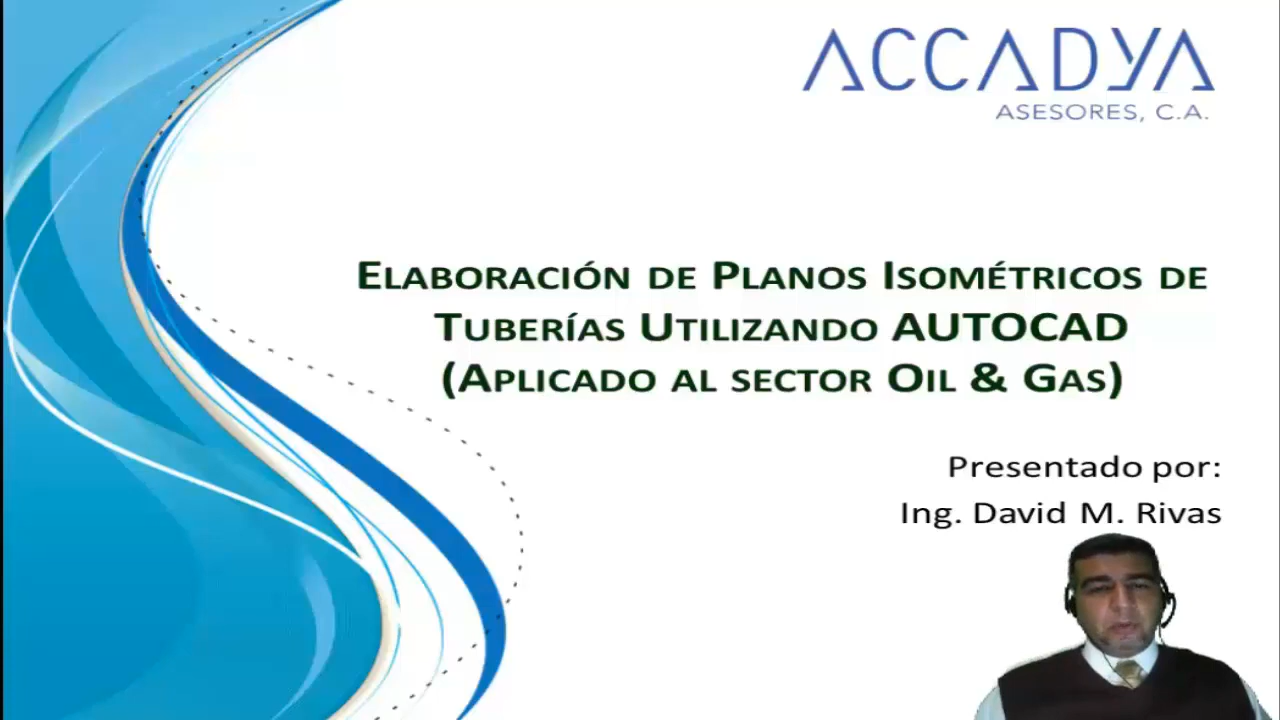 ACCADYA
ASESORES, C.A.
ELABORACIÓN DE PLANOS ISOMÉTRICOS DE
TUBERÍAS UTILIZANDO AUTOCAD
(APLICADO AL SECTOR OIL & GAS)
Presentado por:
Ing. David M. Rivas